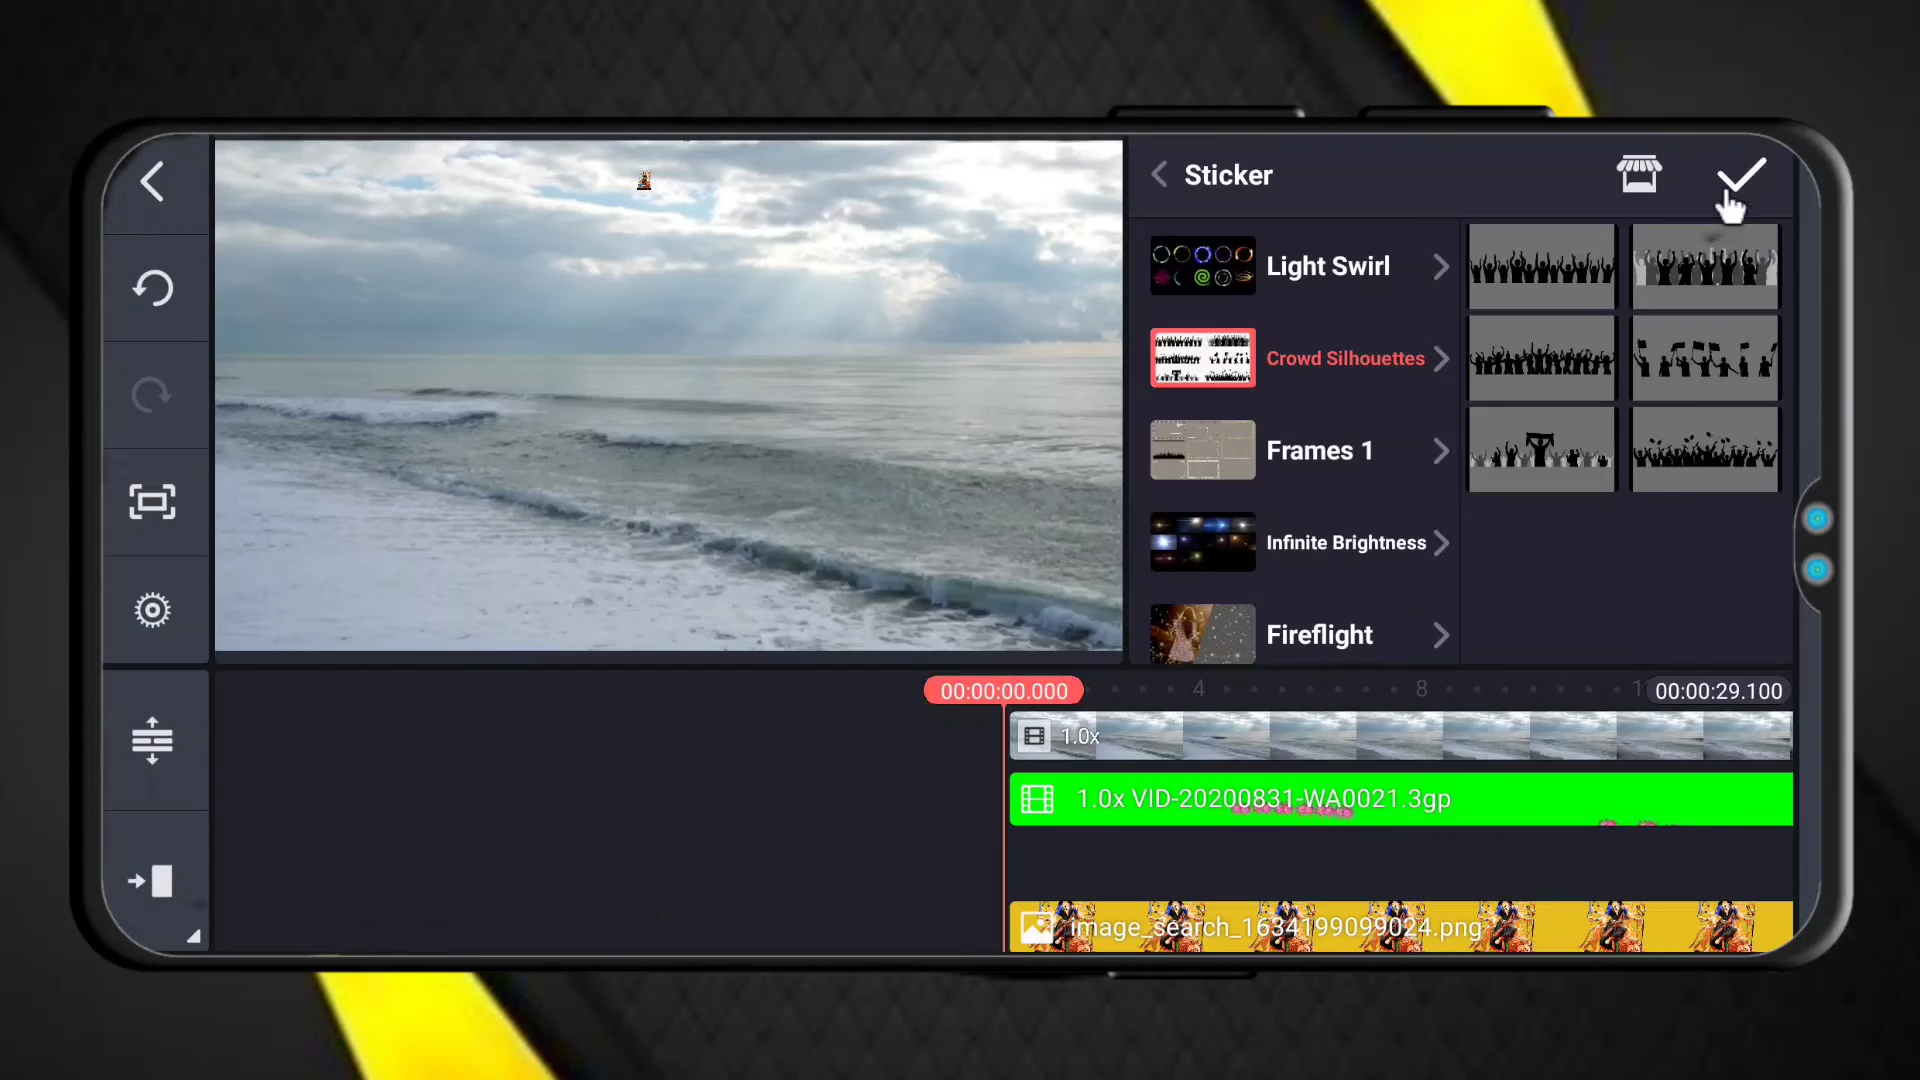 Sticker
Light Swirl
Crowd Silhouettes
Frames 1
Infinite Brightness
Fireflight
00:00:00.000
4
8
00:00:29.100
1.0x
1.0x VID-20200831-WA0021.3gp
image_search_1634199099024.png